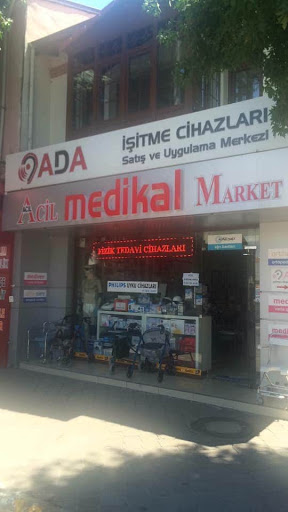 ADA
İŞİTME CİHAZLARI
Satış ve Uygulama Merkezi
ACİL medikal MARKET
FİZİK TEDAVİ CİHAZLARI
PHILIPS UYKU CİHAZLARI